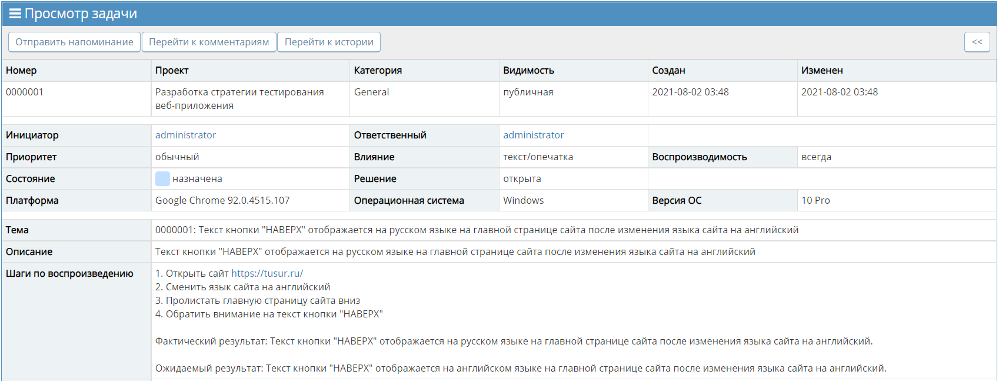 Просмотр задачи
Отправить напоминание Перейти к комментариям Перейти к истории <<
Номер Проект Категория Видимость Создан Изменен
0000001 Разработка стратегии тестирования General публичная 2021-08-02 03:48 2021-08-02 03:48
веб-приложения
Инициатор administrator Ответственный administrator
Приоритет обычный Влияние текст/опечатка Воспроизводимость всегда
Состояние назначена Решение открыта
Платформа Google Chrome 92.0.4515.107 Операционная система Windows Версия ОС 10 Pro
Тема 0000001: Текст кнопки "НАВЕРХ" отображается на русском языке на главной странице сайта после изменения языка сайта на английский
Описание Текст кнопки "НАВЕРХ" отображается на русском языке на главной странице сайта после изменения языка сайта на английский
Шаги по воспроизведению 1. Открыть сайт https://tusur.ru/
2. Сменить язык сайта на английский
3. Пролистать главную страницу сайта вниз
4. Обратить внимание на текст кнопки "НАВЕРХ"
Фактический результат: Текст кнопки "НАВЕРХ" отображается на русском языке на главной странице сайта после изменения языка сайта на английский.
Ожидаемый результат: Текст кнопки "НАВЕРХ" отображается на английском языке на главной странице сайта после изменения языка сайта на английский.